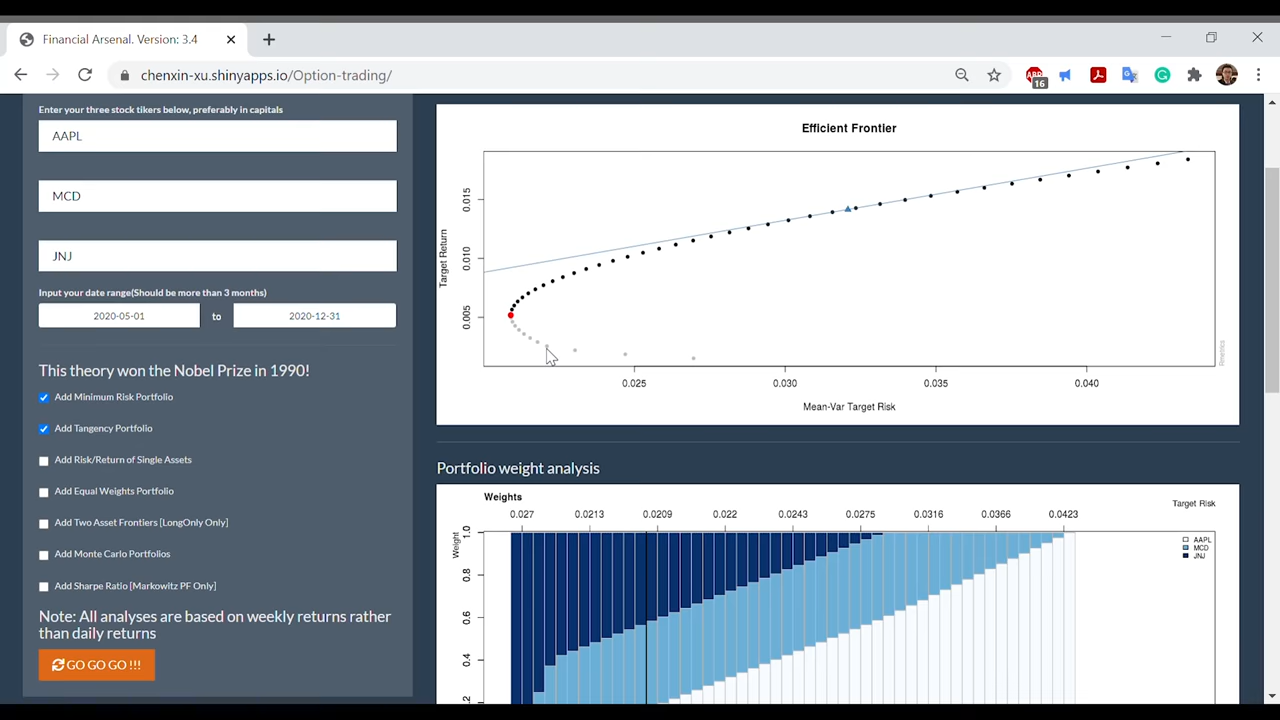 Financial Arsenal. Version: 3.4
chenxin-xu.shinyapps.io/Option-trading/
16
Enter your three stock tikers below, preferably in capitals
AAPL
MCD
JNJ
Input your date range(Should be more than 3 months)
2020-05-01 to 2020-12-31
This theory won the Nobel Prize in 1990!
Add Minimum Risk Portfolio
Add Tangency Portfolio
Add Risk/Return of Single Assets
Add Equal Weights Portfolio
Add Two Asset Frontiers [LongOnly Only]
Add Monte Carlo Portfolios
Add Sharpe Ratio [Markowitz PF Only]
Note: All analyses are based on weekly returns rather
than daily returns
GO GO GO !!!
Efficient Frontier
Target Return
0.015
0.010
0.005
Rmetrics
0.025 0.030 0.035 0.040
Mean-Var Target Risk
Portfolio weight analysis
Weights
Target Risk
0.027 0.0213 0.0209 0.022 0.0243 0.0275 0.0316 0.0366 0.0423
Weight
1.0
0.8
0.6
0.4
AAPL
MCD
JNJ